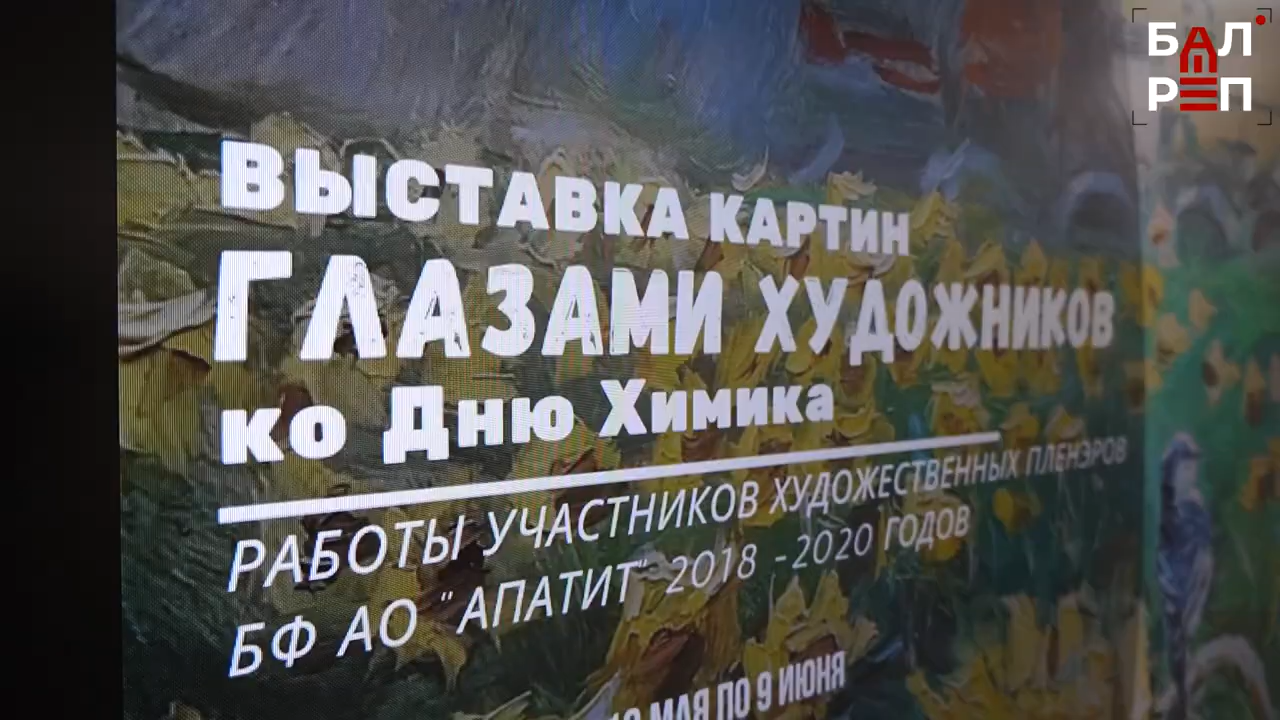 БАЛ
РЕП
ВЫСТАВКА КАРТИН
ГЛАЗАМИ ХУДОЖНИКОВ
ко Дню Химика
РАБОТЫ УЧАСТНИКОВ ХУДОЖЕСТВЕННЫХ ПЛЕНЭРОВ
БФ АО "АПАТИТ" 2018 -2020 ГОДОВ
МАЯ ПО 9 ИЮНЯ